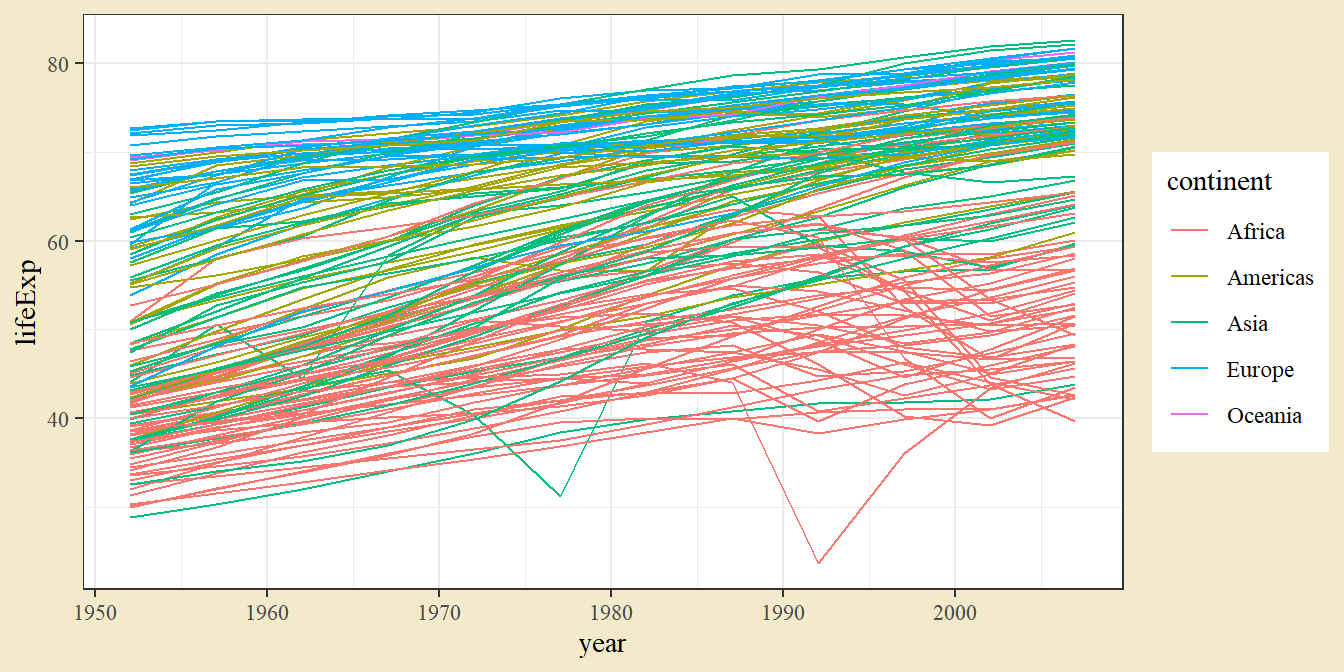 lifeExp
80
60
40
1950 1960 1970 1980 1990 2000
year
continent
Africa
Americas
Asia
Europe
Oceania